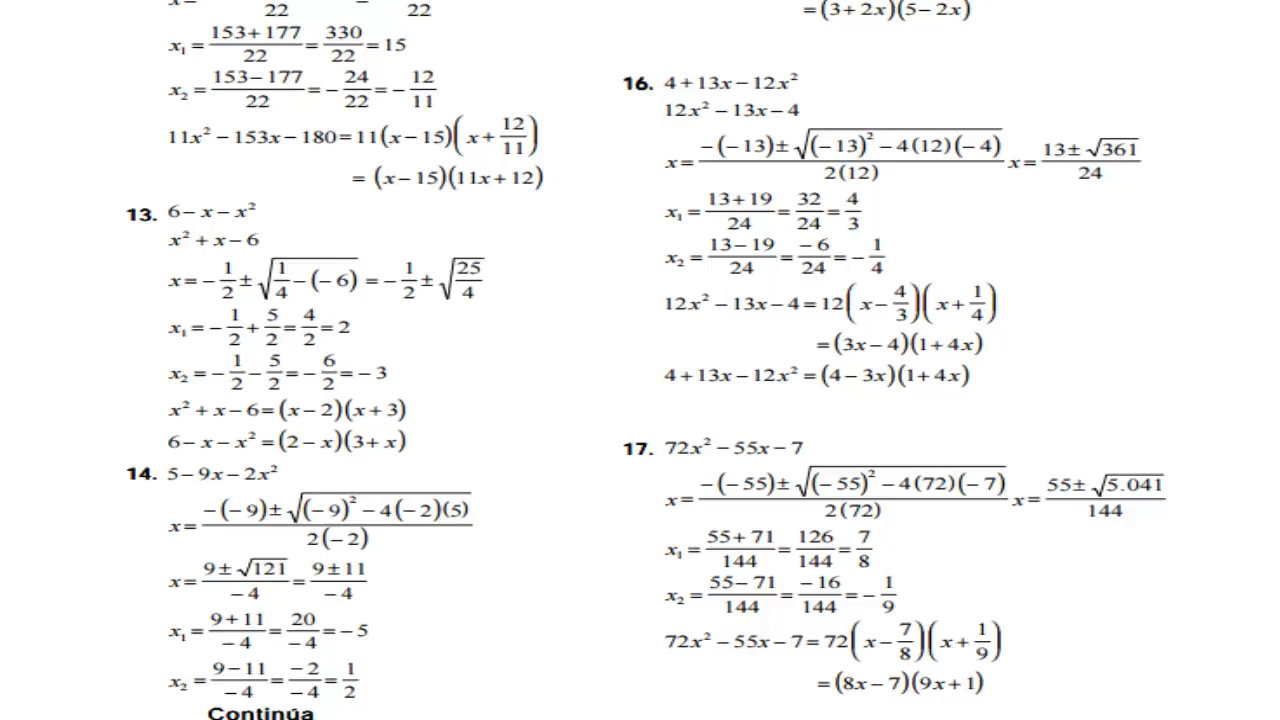 22 22
x₁ = (153+177)/22 = 330/22 = 15
x₂ = (153−177)/22 = −24/22 = −12/11
11x² − 153x − 180 = 11(x−15)(x+12/11)
= (x−15)(11x+12)
13. 6−x−x²
x²+x−6
x = −1/2 ± √(1/4 −(−6)) = −1/2 ± √(25/4)
x₁ = −1/2 + 5/2 = 4/2 = 2
x₂ = −1/2 − 5/2 = −6/2 = −3
x²+x−6 = (x−2)(x+3)
6−x−x² = (2−x)(3+x)
14. 5−9x−2x²
x = (−(−9) ± √((−9)² − 4(−2)(5)))/(2(−2))
x = (9±√121)/−4 = (9±11)/−4
x₁ = (9+11)/−4 = 20/−4 = −5
x₂ = (9−11)/−4 = −2/−4 = 1/2
Continúa
= (3+2x)(5−2x)
16. 4+13x−12x²
12x²−13x−4
x = (−(−13) ± √((−13)² − 4(12)(−4)))/(2(12)) x = (13±√361)/24
x₁ = (13+19)/24 = 32/24 = 4/3
x₂ = (13−19)/24 = −6/24 = −1/4
12x²−13x−4 = 12(x−4/3)(x+1/4)
= (3x−4)(1+4x)
4+13x−12x² = (4−3x)(1+4x)
17. 72x²−55x−7
x = (−(−55) ± √((−55)² − 4(72)(−7)))/(2(72)) x = (55±√5.041)/144
x₁ = (55+71)/144 = 126/144 = 7/8
x₂ = (55−71)/144 = −16/144 = −1/9
72x²−55x−7 = 72(x−7/8)(x+1/9)
= (8x−7)(9x+1)